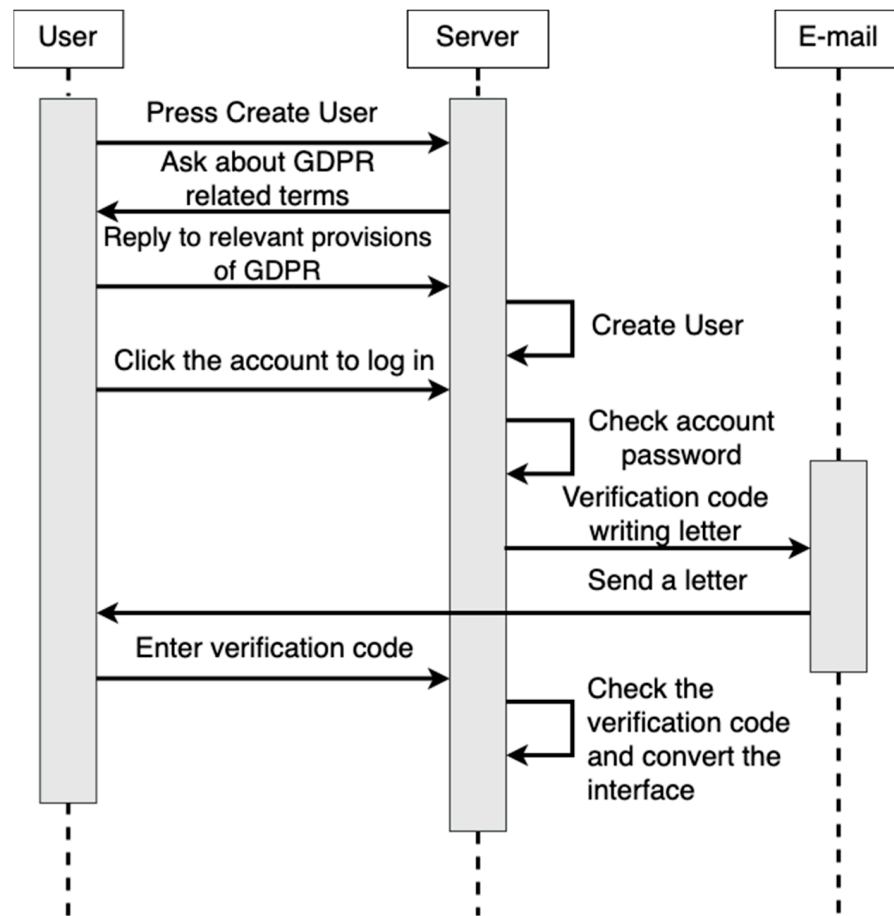 User
Server
E-mail
Press Create User
Ask about GDPR
related terms
Reply to relevant provisions
of GDPR
Create User
Click the account to log in
Check account
password
Verification code
writing letter
Send a letter
Enter verification code
Check the
verification code
and convert the
interface